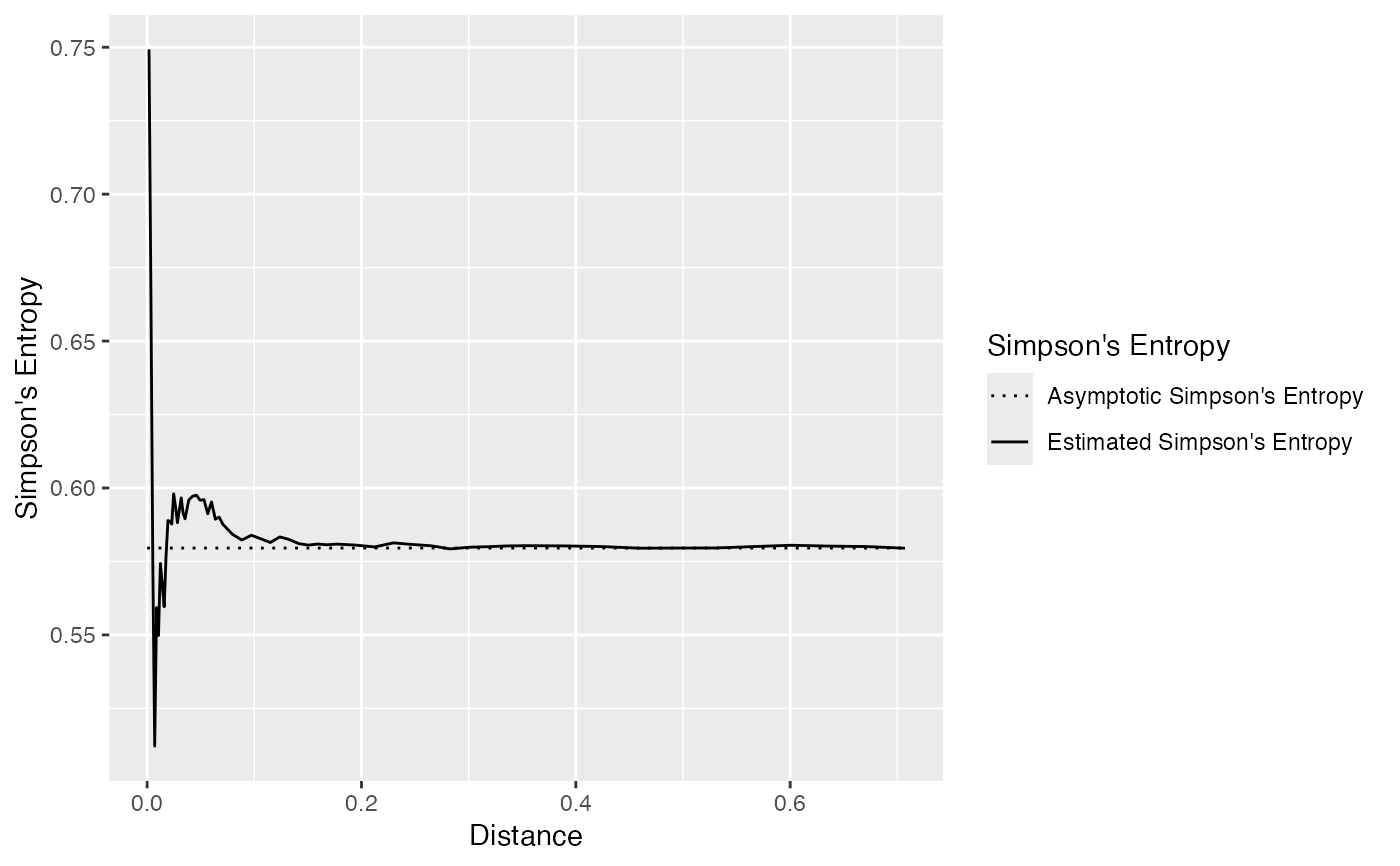 0.75
0.70
0.65
0.60
0.55
Simpson's Entropy
0.0
0.2
0.4
0.6
Distance
Simpson's Entropy
Asymptotic Simpson's Entropy
Estimated Simpson's Entropy